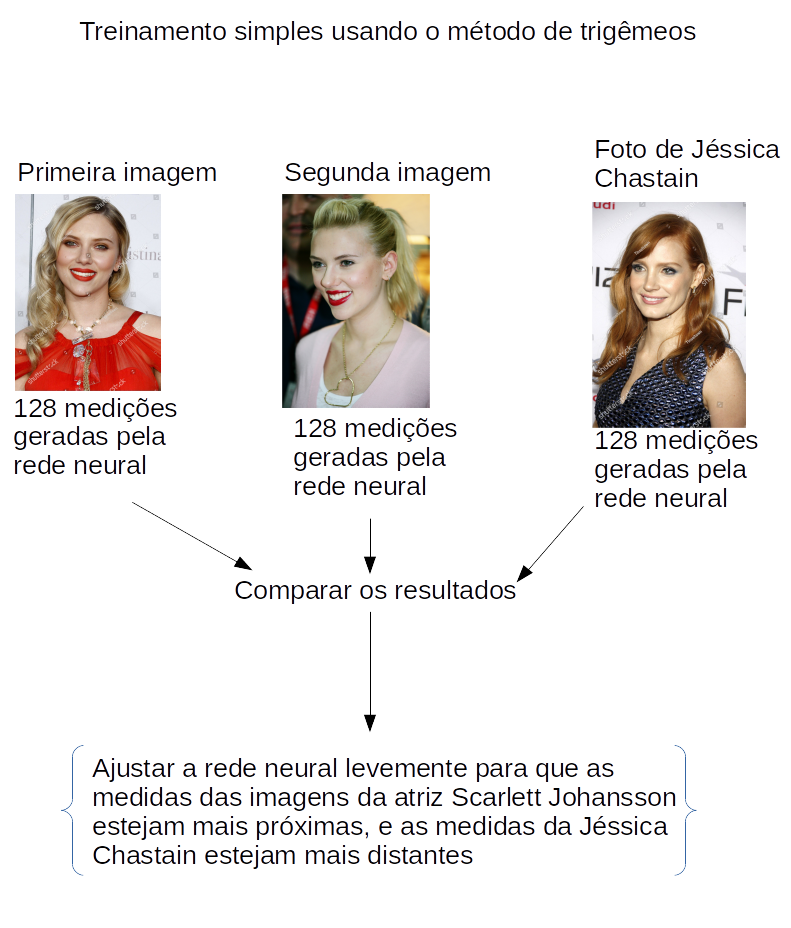 Treinamento simples usando o método de trigêmeos
Foto de Jéssica
Chastain
Primeira imagem
Segunda imagem
128 medições
geradas pela
rede neural
128 medições
geradas pela
rede neural
128 medições
geradas pela
rede neural
Comparar os resultados
Ajustar a rede neural levemente para que as
medidas das imagens da atriz Scarlett Johansson
estejam mais próximas, e as medidas da Jéssica
Chastain estejam mais distantes